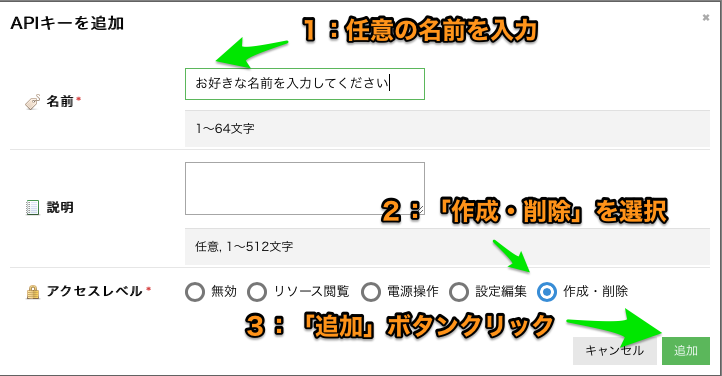 APIキーを追加
✖
1：任意の名前を入力
お好きな名前を入力してください
名前*
1〜64文字
説明
2：「作成・削除」を選択
任意, 1〜512文字
アクセスレベル*
無効 リソース閲覧 電源操作 設定編集 作成・削除
3：「追加」ボタンクリック
キャンセル 追加